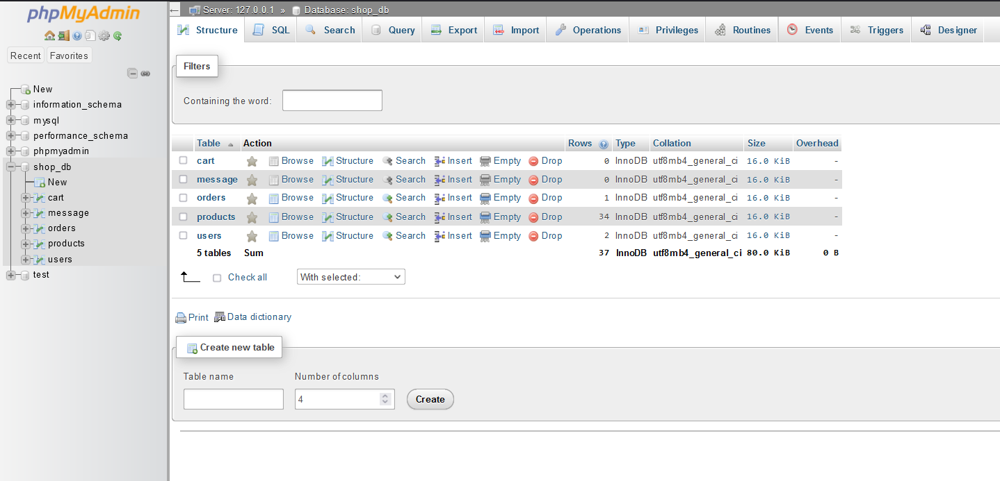 phpMyAdmin
Recent Favorites
New
information_schema
mysql
performance_schema
phpmyadmin
shop_db
New
cart
message
orders
products
users
test
Server: 127.0.0.1 » Database: shop_db
Structure SQL Search Query Export Import Operations Privileges Routines Events Triggers Designer
Filters
Containing the word:
Table Action Rows Type Collation Size Overhead
cart Browse Structure Search Insert Empty Drop 0 InnoDB utf8mb4_general_ci 16.0 KiB -
message Browse Structure Search Insert Empty Drop 0 InnoDB utf8mb4_general_ci 16.0 KiB -
orders Browse Structure Search Insert Empty Drop 1 InnoDB utf8mb4_general_ci 16.0 KiB -
products Browse Structure Search Insert Empty Drop 34 InnoDB utf8mb4_general_ci 16.0 KiB -
users Browse Structure Search Insert Empty Drop 2 InnoDB utf8mb4_general_ci 16.0 KiB -
5 tables Sum 37 InnoDB utf8mb4_general_ci 80.0 KiB 0 B
Check all With selected:
Print Data dictionary
Create new table
Table name Number of columns
4 Create